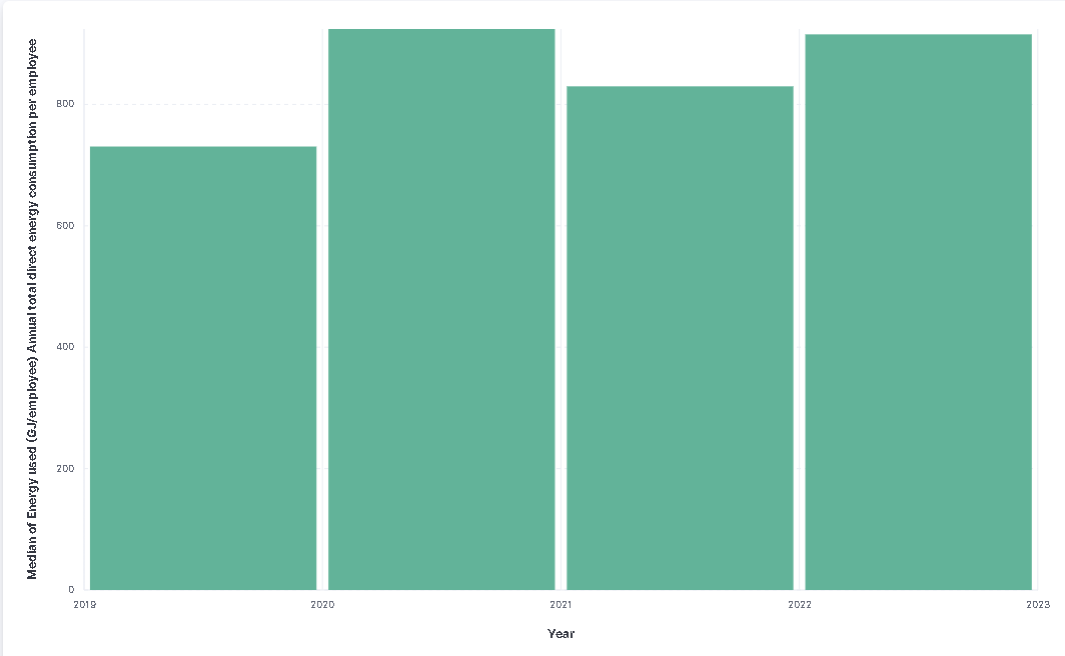 Median of Energy used (GJ/employee) Annual total direct energy consumption per employee
800
600
400
200
0
2019 2020 2021 2022 2023
Year